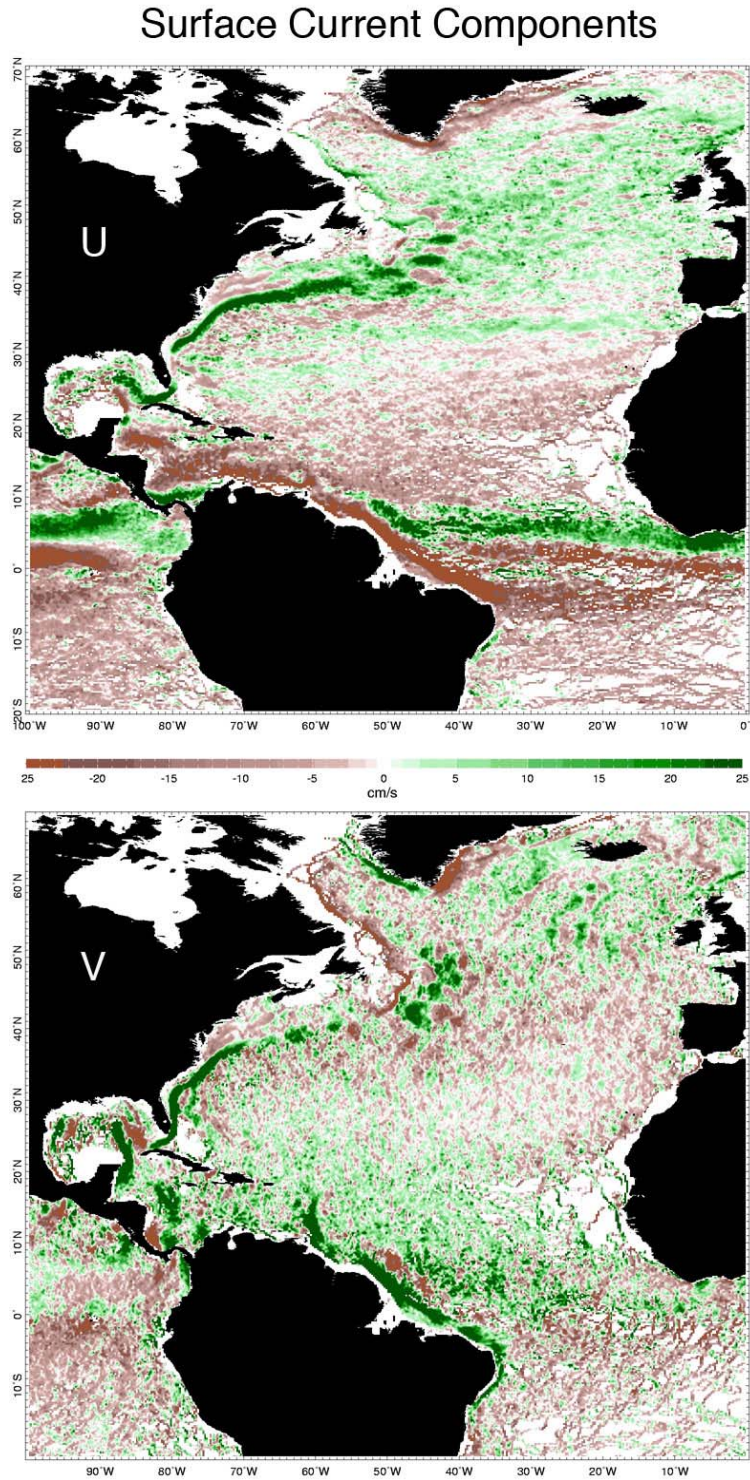 Surface Current Components
70°N
60°N
50°N
40°N
30°N
20°N
10°N
0°
10°S
20°S
U
100°W 90°W 80°W 70°W 60°W 50°W 40°W 30°W 20°W 10°W 0°
25 -20 -15 -10 -5 0 5 10 15 20 25
cm/s
60°N
50°N
40°N
30°N
20°N
10°N
0°
10°S
V
90°W 80°W 70°W 60°W 50°W 40°W 30°W 20°W 10°W